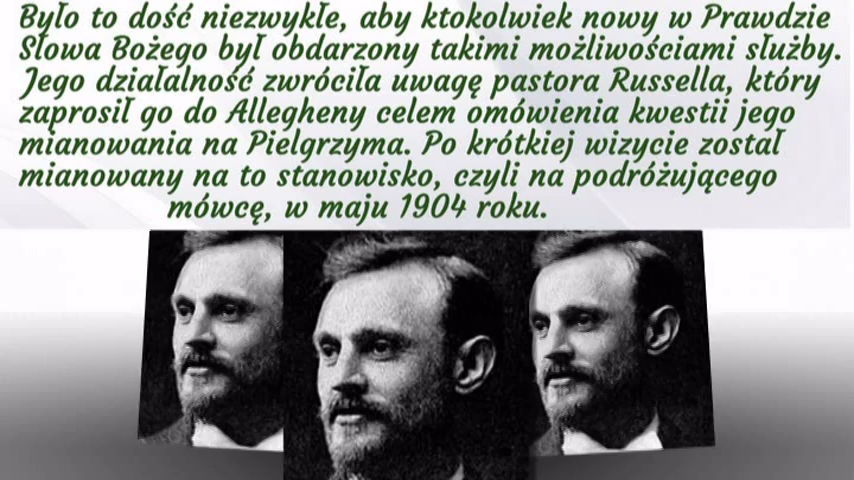 Było to dość niezwykłe, aby ktokolwiek nowy w Prawdzie
Słowa Bożego był obdarzony takimi możliwościami służby.
Jego działalność zwróciła uwagę pastora Russella, który
zaprosił go do Allegheny celem omówienia kwestii jego
mianowania na Pielgrzyma. Po krótkiej wizycie został
mianowany na to stanowisko, czyli na podróżującego
mówcę, w maju 1904 roku.